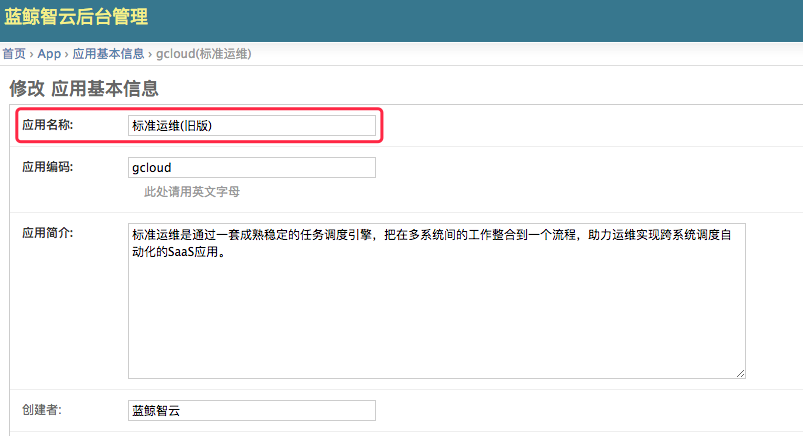 蓝鲸智云后台管理
首页 › App › 应用基本信息 › gcloud(标准运维)
修改 应用基本信息
应用名称: 标准运维(旧版)
应用编码: gcloud
此处请用英文字母
应用简介: 标准运维是通过一套成熟稳定的任务调度引擎，把在多系统间的工作整合到一个流程，助力运维实现跨系统调度自
动化的SaaS应用。
创建者: 蓝鲸智云